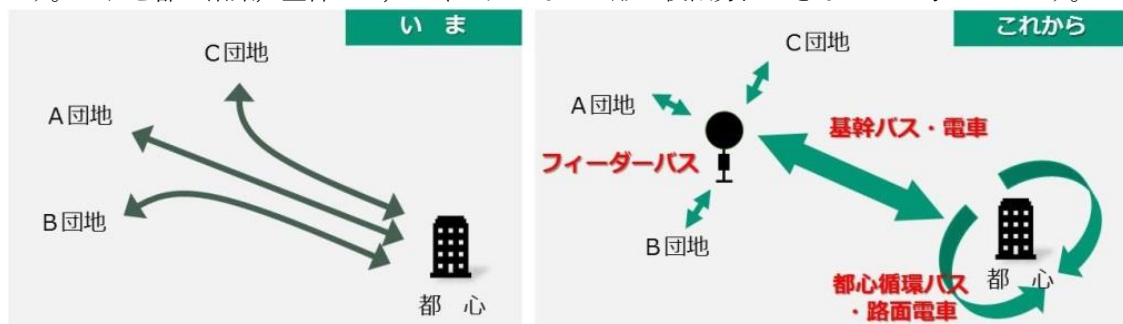 いま
C団地
A団地
B団地
都 心
これから
C団地
A団地
基幹バス・電車
フィーダーバス
B団地
都心循環バス
・路面電車
都 心